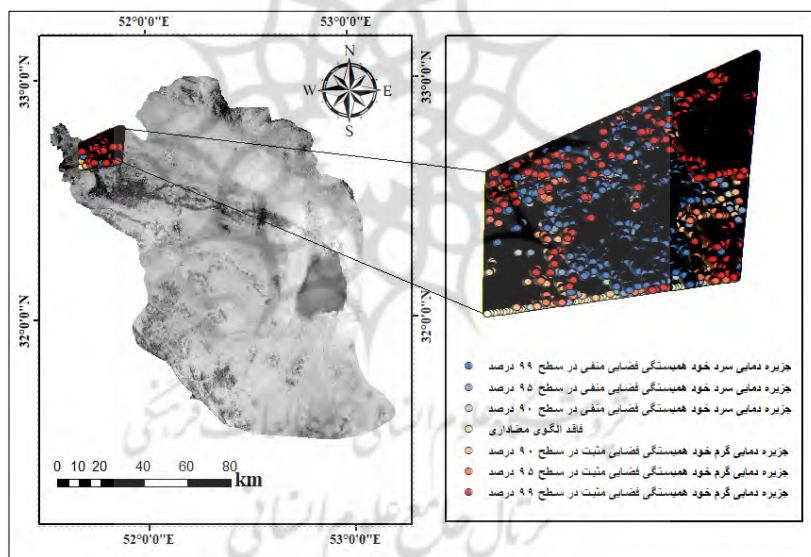 52°0'0"E 53°0'0"E
33°0'0"N
32°0'0"N
N
W E
S
33°0'0"N
32°0'0"N
جزیره دمایی سرد خود همبستگی فضایی منفی در سطح ۹۹ درصد
جزیره دمایی سرد خود همبستگی فضایی منفی در سطح ۹۵ درصد
جزیره دمایی سرد خود همبستگی فضایی منفی در سطح ۹۰ درصد
فاقد الگوی معناداری
جزیره دمایی گرم خود همبستگی فضایی مثبت در سطح ۹۰ درصد
جزیره دمایی گرم خود همبستگی فضایی مثبت در سطح ۹۵ درصد
جزیره دمایی گرم خود همبستگی فضایی مثبت در سطح ۹۹ درصد
0 10 20 40 60 80
km
52°0'0"E 53°0'0"E
پرتال جامع علوم انسانی